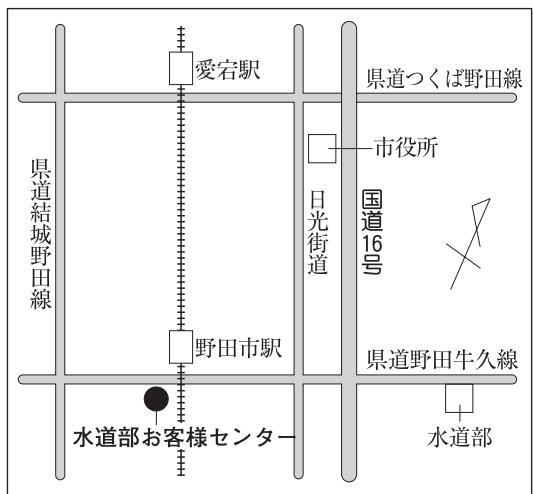 愛宕駅
県道つくば野田線
市役所
県道結城野田線
日光街道
国道16号
野田市駅
県道野田牛久線
水道部お客様センター
水道部